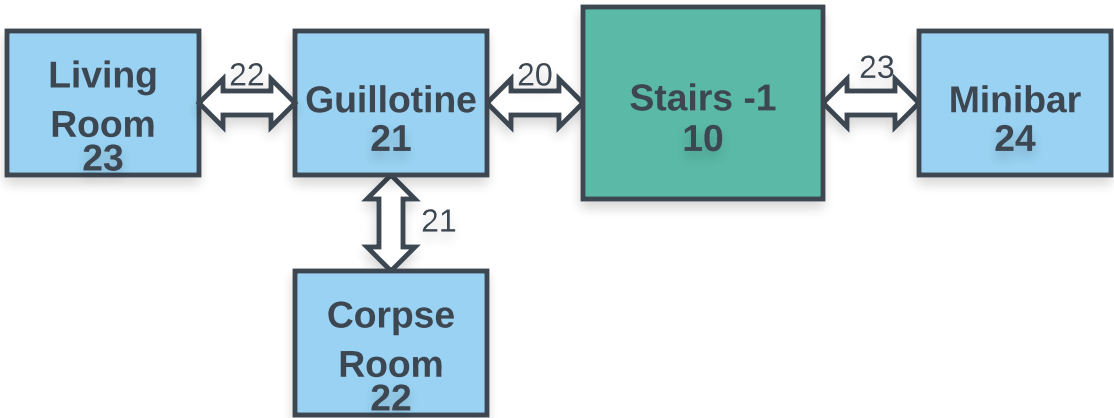 Living
Room
23
22
Guillotine
21
20
Stairs -1
10
23
Minibar
24
21
Corpse
Room
22